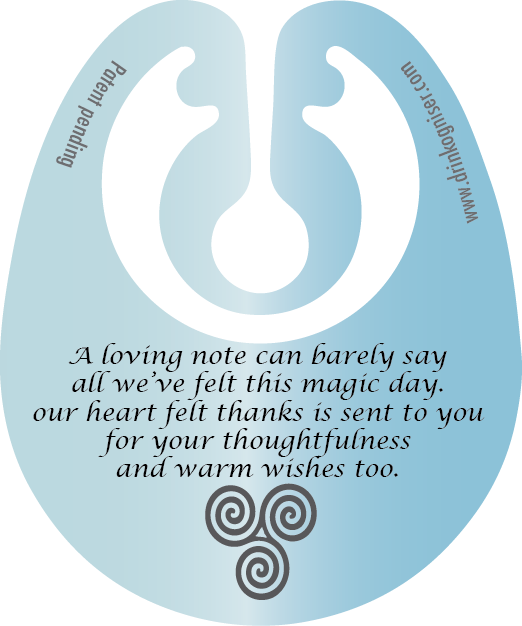 Patent pending
www.drinkogniser.com
A loving note can barely say
all we've felt this magic day.
our heart felt thanks is sent to you
for your thoughtfulness
and warm wishes too.